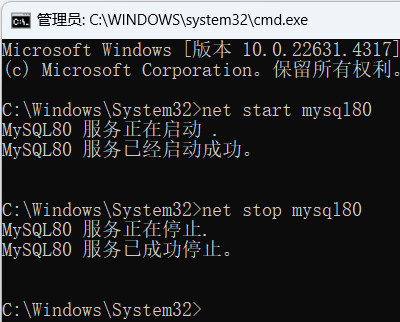 管理员: C:\WINDOWS\system32\cmd.exe
Microsoft Windows [版本 10.0.22631.4317]
(c) Microsoft Corporation。保留所有权利。
C:\Windows\System32>net start mysql80
MySQL80 服务正在启动 .
MySQL80 服务已经启动成功。
C:\Windows\System32>net stop mysql80
MySQL80 服务正在停止.
MySQL80 服务已成功停止。
C:\Windows\System32>